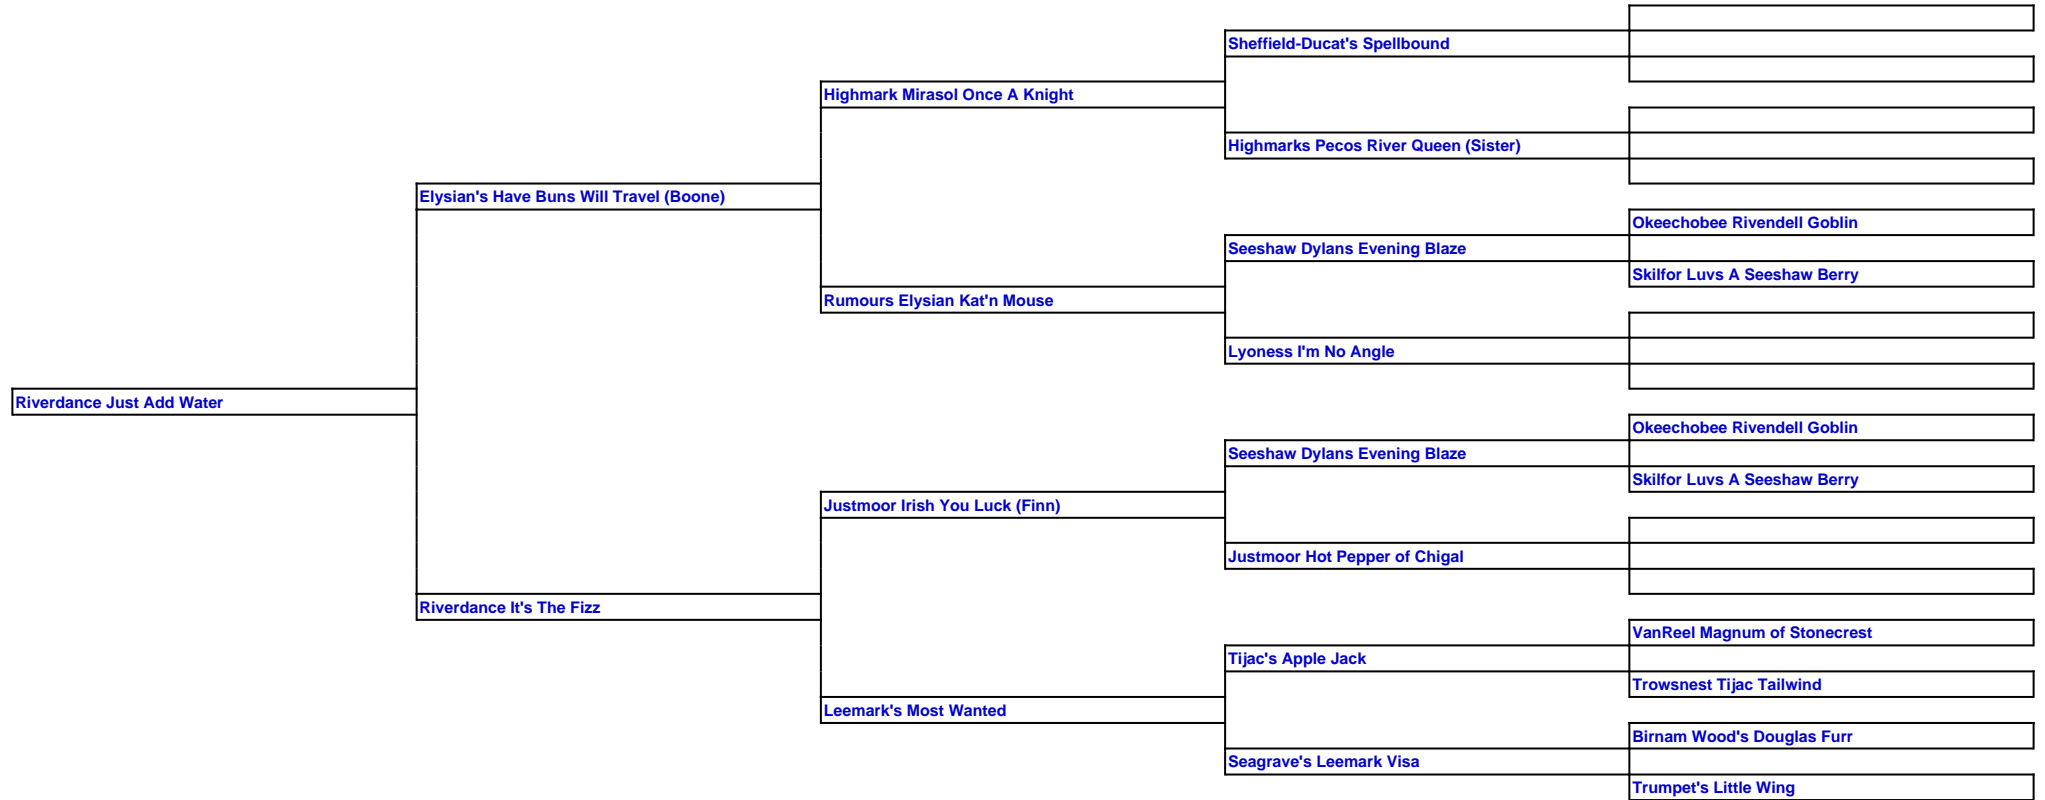 Sheffield-Ducat's Spellbound
Highmark Mirasol Once A Knight
Highmarks Pecos River Queen (Sister)
Elysian's Have Buns Will Travel (Boone)
Okeechobee Rivendell Goblin
Seeshaw Dylans Evening Blaze
Skilfor Luvs A Seeshaw Berry
Rumours Elysian Kat'n Mouse
Lyoness I'm No Angle
Riverdance Just Add Water
Okeechobee Rivendell Goblin
Seeshaw Dylans Evening Blaze
Skilfor Luvs A Seeshaw Berry
Justmoor Irish You Luck (Finn)
Justmoor Hot Pepper of Chigal
Riverdance It's The Fizz
VanReel Magnum of Stonecrest
Tijac's Apple Jack
Trowsnest Tijac Tailwind
Leemark's Most Wanted
Birnam Wood's Douglas Furr
Seagrave's Leemark Visa
Trumpet's Little Wing